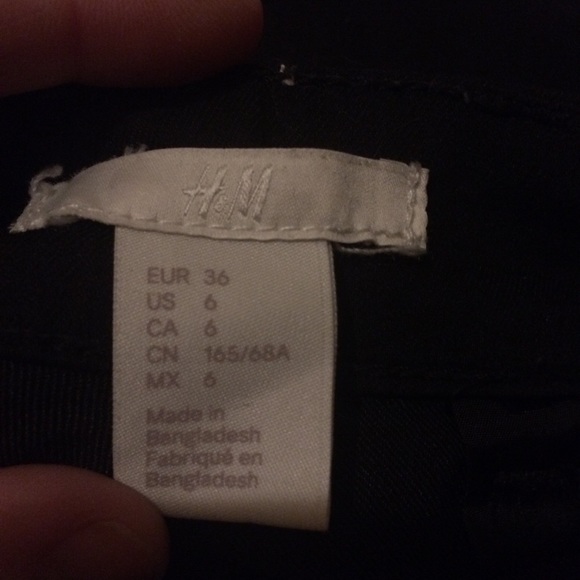 H&M
EUR 36
US 6
CA 6
CN 165/68A
MX 6
Made in
Bangladesh
Fabriqué en
Bangladesh